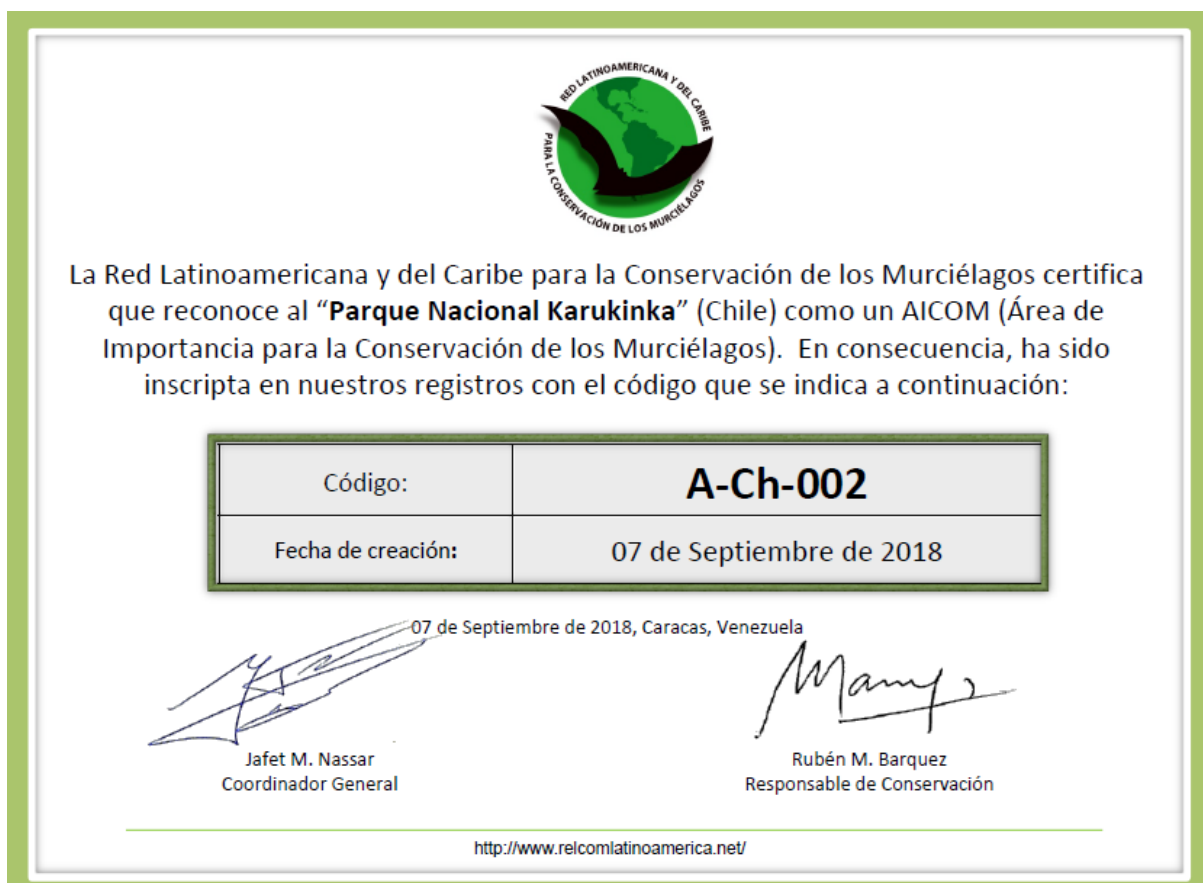 RED LATINOAMERICANA Y DEL CARIBE
PARA LA CONSERVACIÓN DE LOS MURCIÉLAGOS
La Red Latinoamericana y del Caribe para la Conservación de los Murciélagos certifica
que reconoce al “Parque Nacional Karukinka” (Chile) como un AICOM (Área de
Importancia para la Conservación de los Murciélagos). En consecuencia, ha sido
inscripta en nuestros registros con el código que se indica a continuación:
Código: A-Ch-002
Fecha de creación: 07 de Septiembre de 2018
07 de Septiembre de 2018, Caracas, Venezuela
Jafet M. Nassar
Coordinador General
Rubén M. Barquez
Responsable de Conservación
http://www.relcomlatinoamerica.net/